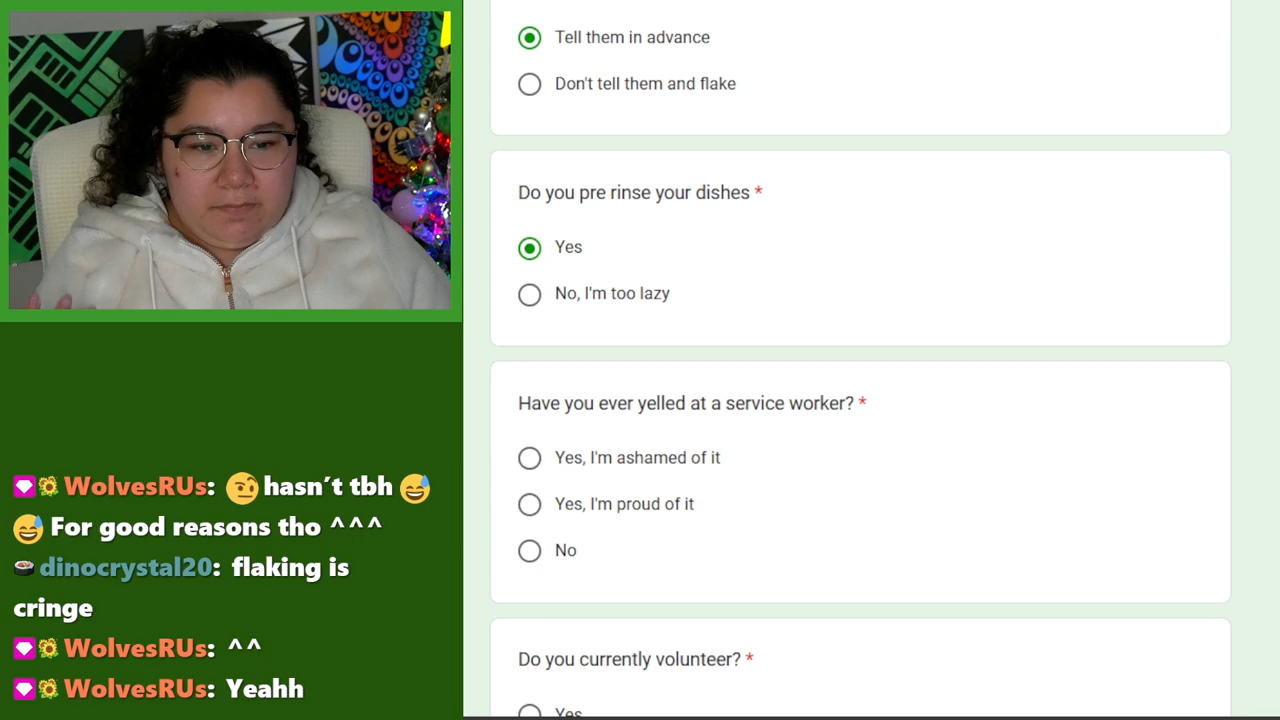 Tell them in advance
Don't tell them and flake
Do you pre rinse your dishes *
Yes
No, I'm too lazy
Have you ever yelled at a service worker? *
Yes, I'm ashamed of it
Yes, I'm proud of it
No
Do you currently volunteer? *
Yes
WolvesRUs: 🤨 hasn't tbh 😅
😅 For good reasons tho ^^^
dinocrystal20: flaking is
cringe
WolvesRUs: ^^
WolvesRUs: Yeahh